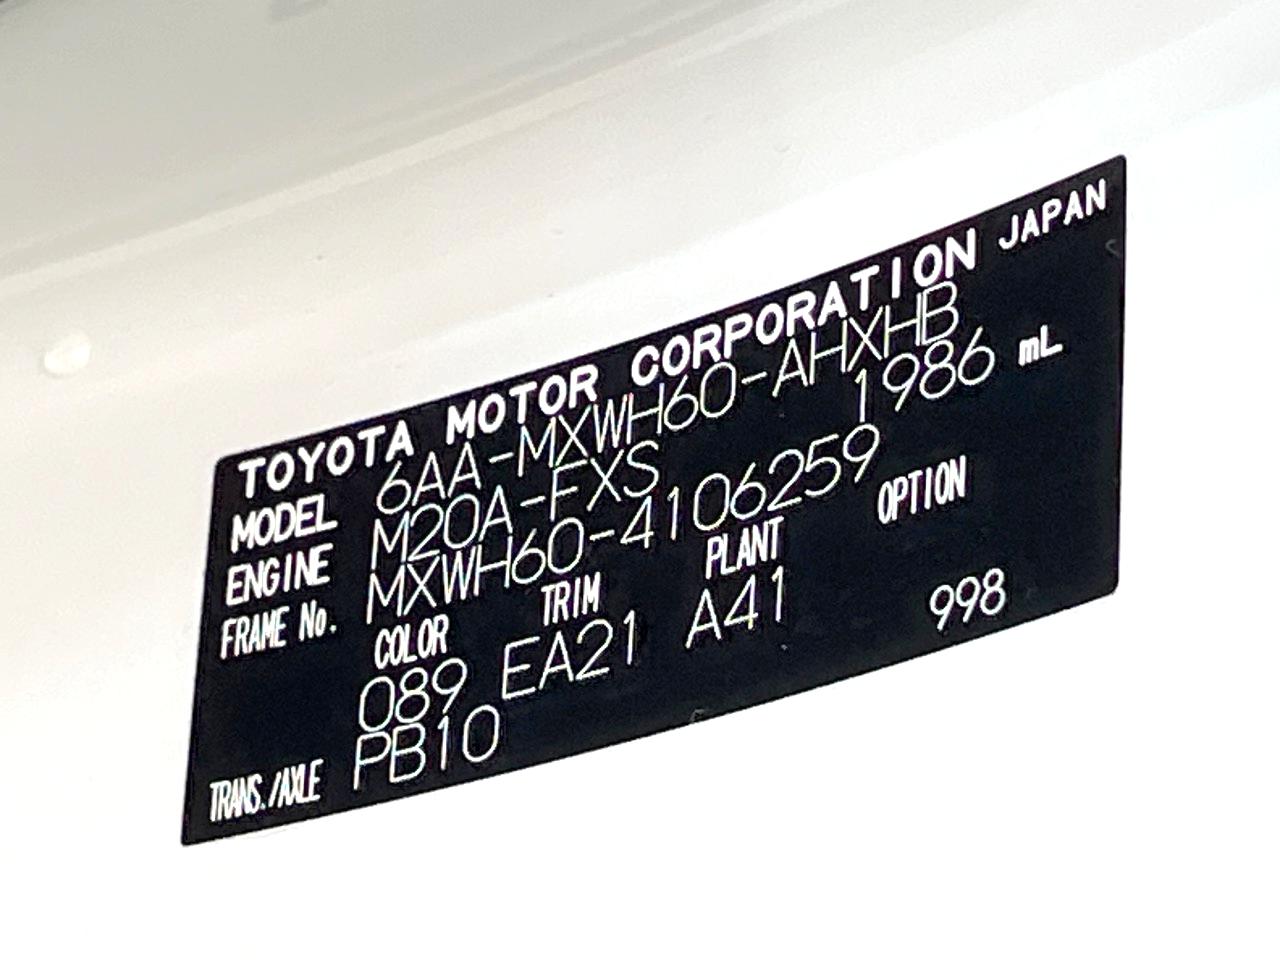 TOYOTA MOTOR CORPORATION JAPAN
MODEL 6AA-MXWH60-AHXHB
ENGINE M20A-FXS 1986 mL
FRAME No. MXWH60-4106259
COLOR TRIM PLANT OPTION
089 EA21 A41 998
TRANS./AXLE PB10